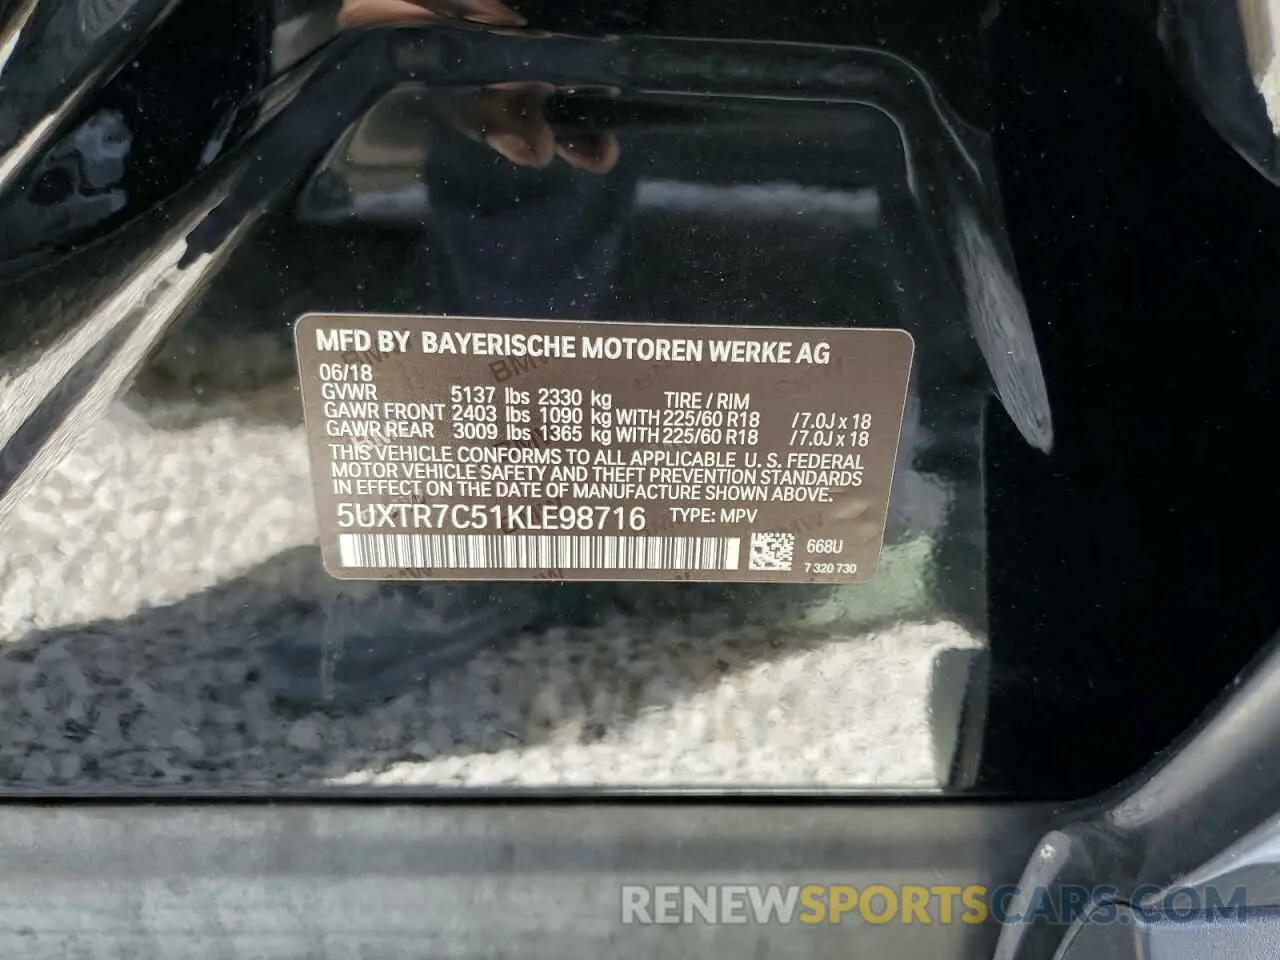 MFD BY BAYERISCHE MOTOREN WERKE AG
06/18
GVWR 5137 lbs 2330 kg TIRE / RIM
GAWR FRONT 2403 lbs 1090 kg WITH 225/60 R18 /7.0J x 18
GAWR REAR 3009 lbs 1365 kg WITH 225/60 R18 /7.0J x 18
THIS VEHICLE CONFORMS TO ALL APPLICABLE U. S. FEDERAL
MOTOR VEHICLE SAFETY AND THEFT PREVENTION STANDARDS
IN EFFECT ON THE DATE OF MANUFACTURE SHOWN ABOVE.
5UXTR7C51KLE98716 TYPE: MPV
668U
7 320 730
RENEWSPORTSCARS.COM